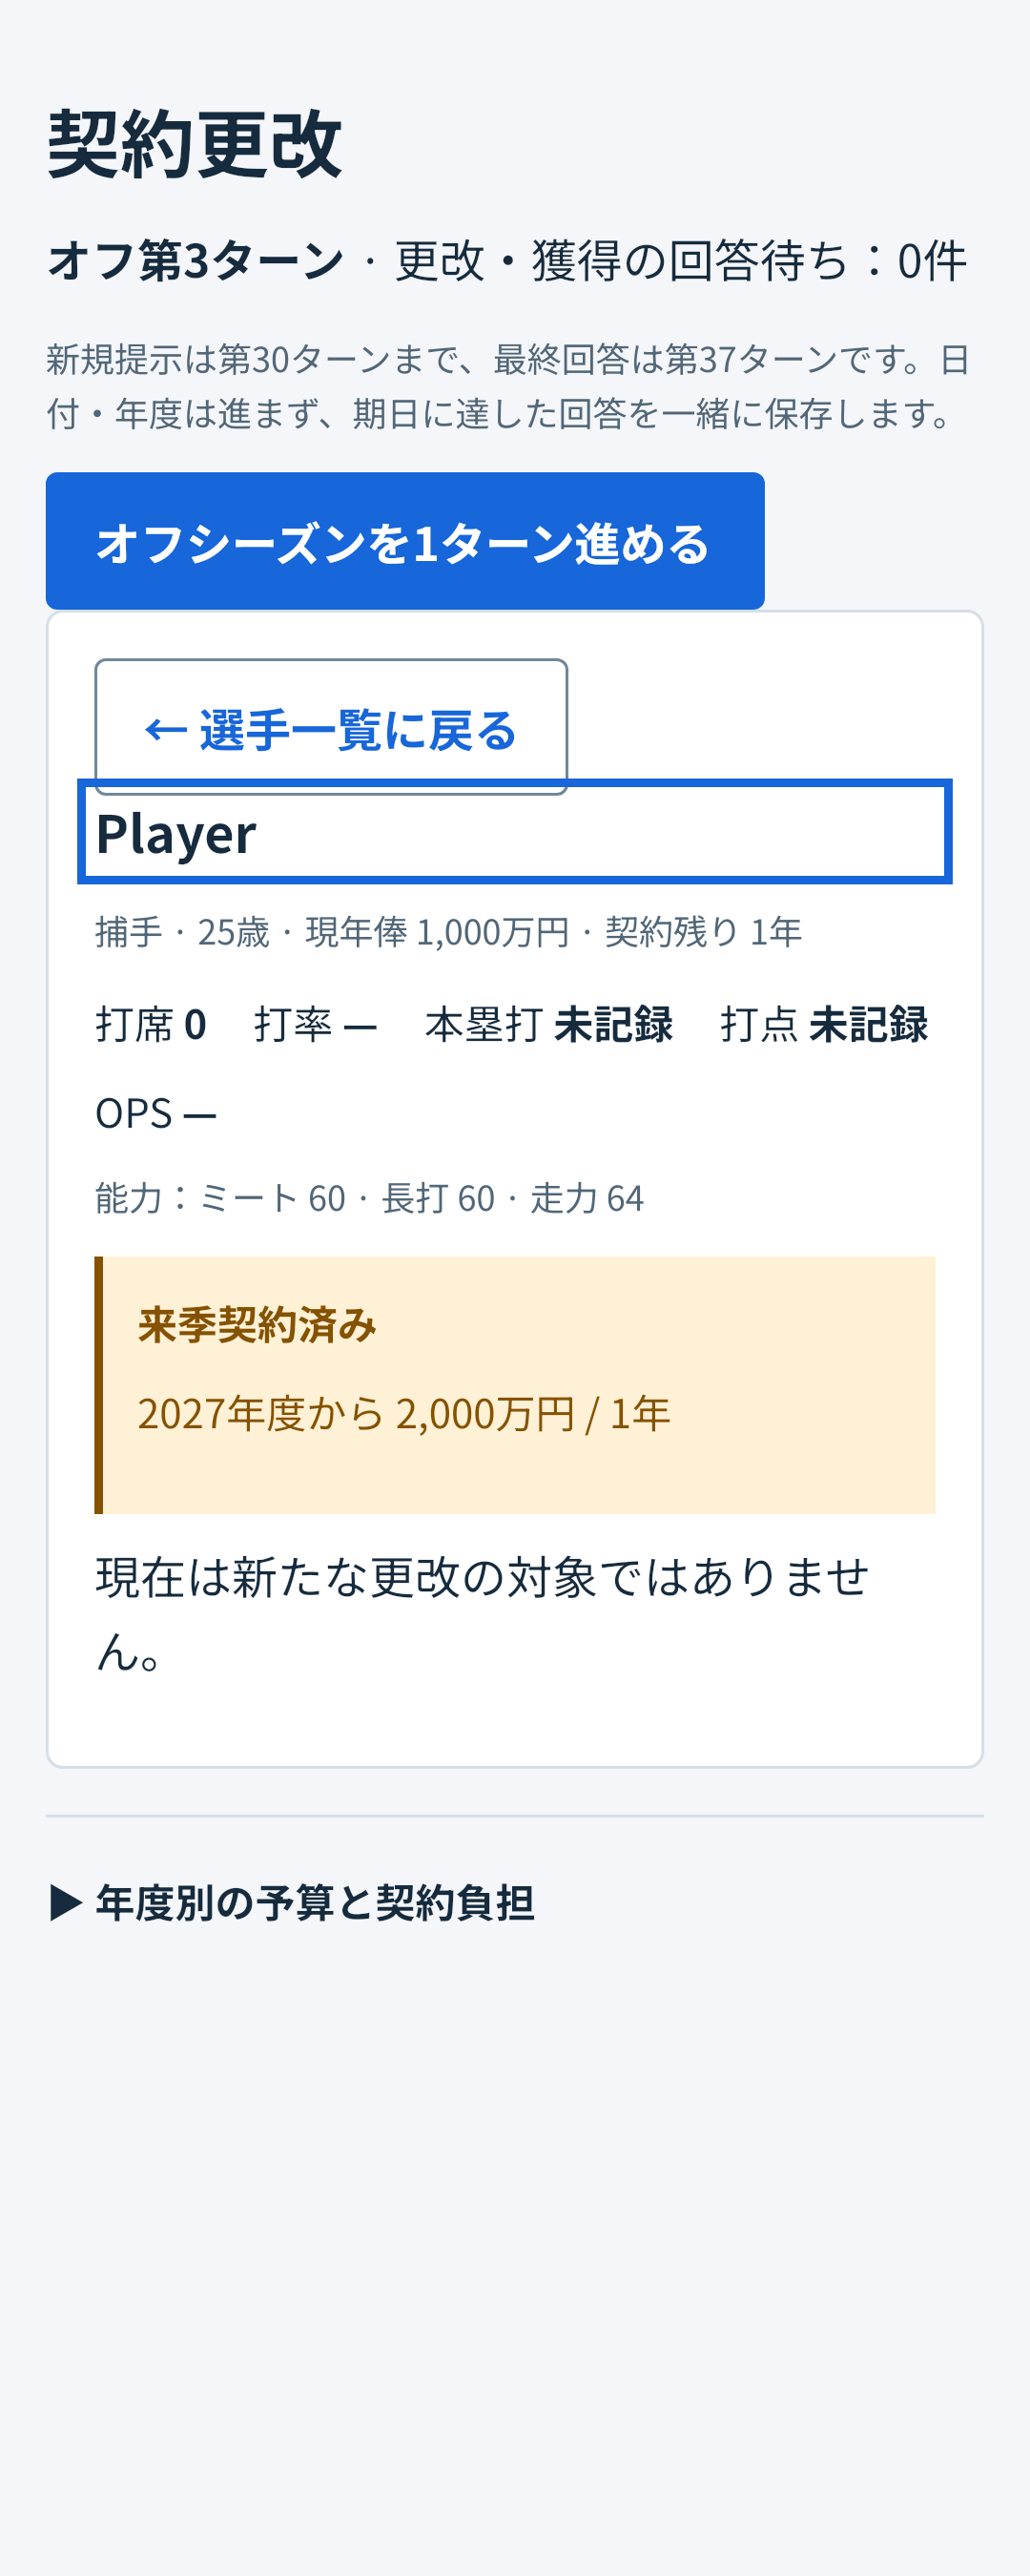 契約更改
オフ第3ターン · 更改・獲得の回答待ち：0件
新規提示は第30ターンまで、最終回答は第37ターンです。日
付・年度は進まず、期日に達した回答を一緒に保存します。
オフシーズンを1ターン進める
← 選手一覧に戻る
Player
捕手 · 25歳 · 現年俸 1,000万円 · 契約残り 1年
打席 0 打率 — 本塁打 未記録 打点 未記録
OPS —
能力：ミート 60 · 長打 60 · 走力 64
来季契約済み
2027年度から 2,000万円 / 1年
現在は新たな更改の対象ではありませ
ん。
▶ 年度別の予算と契約負担